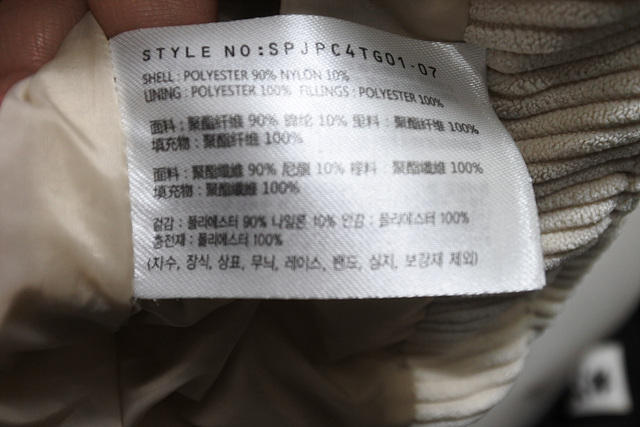 STYLE NO:SPJPC4TG01-07
SHELL : POLYESTER 90% NYLON 10%
LINING : POLYESTER 100% FILLINGS : POLYESTER 100%
面料 : 聚酯纤维 90% 锦纶 10% 里料 : 聚酯纤维 100%
填充物 : 聚酯纤维 100%
面料 : 聚酯纖維 90% 尼龍 10% 裡料 : 聚酯纖維 100%
填充物 : 聚酯纖維 100%
겉감 : 폴리에스터 90% 나일론 10% 안감 : 폴리에스터 100%
충전재 : 폴리에스터 100%
(자수, 장식, 상표, 무늬, 레이스, 밴드, 심지, 보강재 제외)